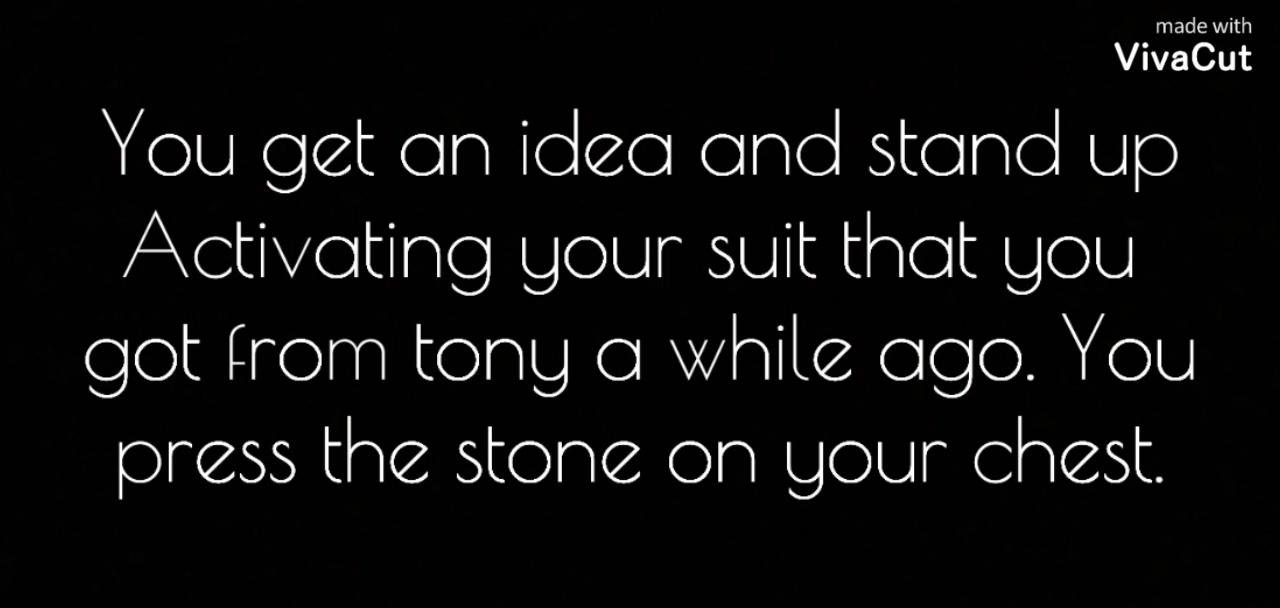 made with
VivaCut
You get an idea and stand up
Activating your suit that you
got from tony a while ago. You
press the stone on your chest.